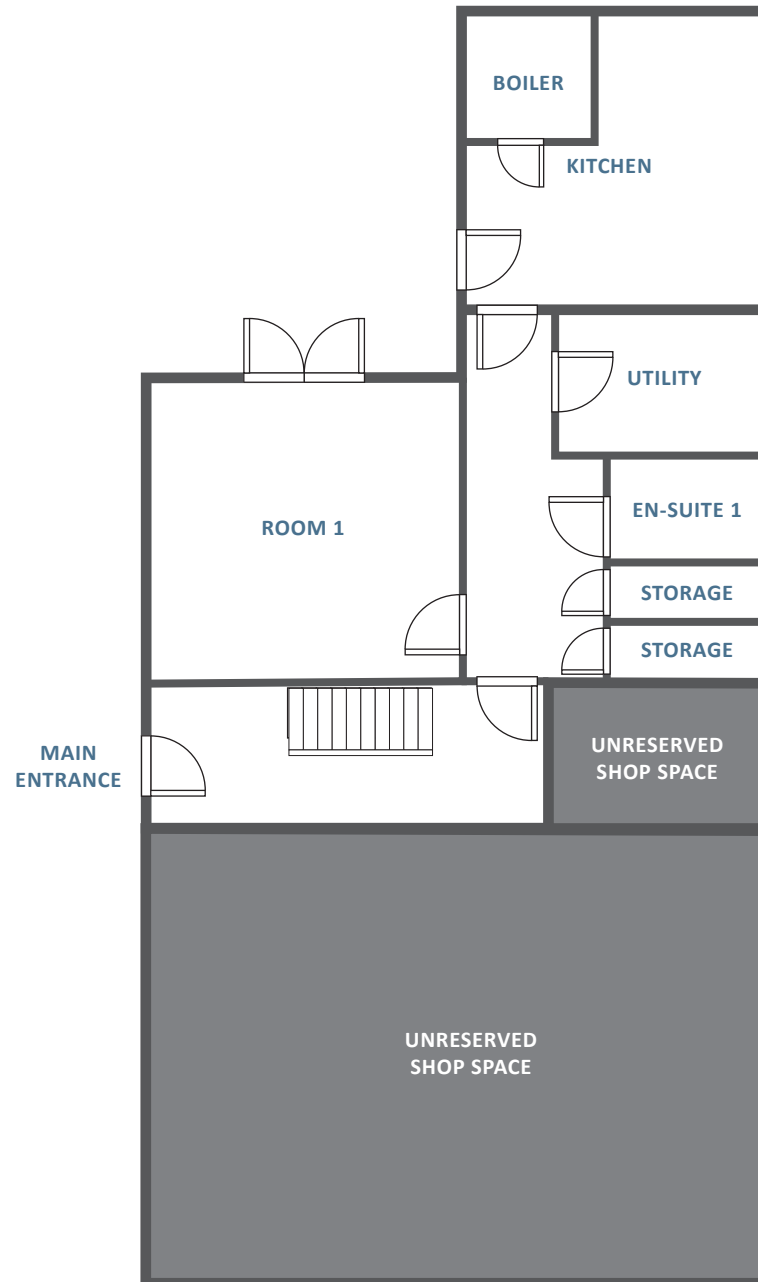 BOILER
KITCHEN
UTILITY
ROOM 1
EN-SUITE 1
STORAGE
STORAGE
MAIN
ENTRANCE
UNRESERVED
SHOP SPACE
UNRESERVED
SHOP SPACE